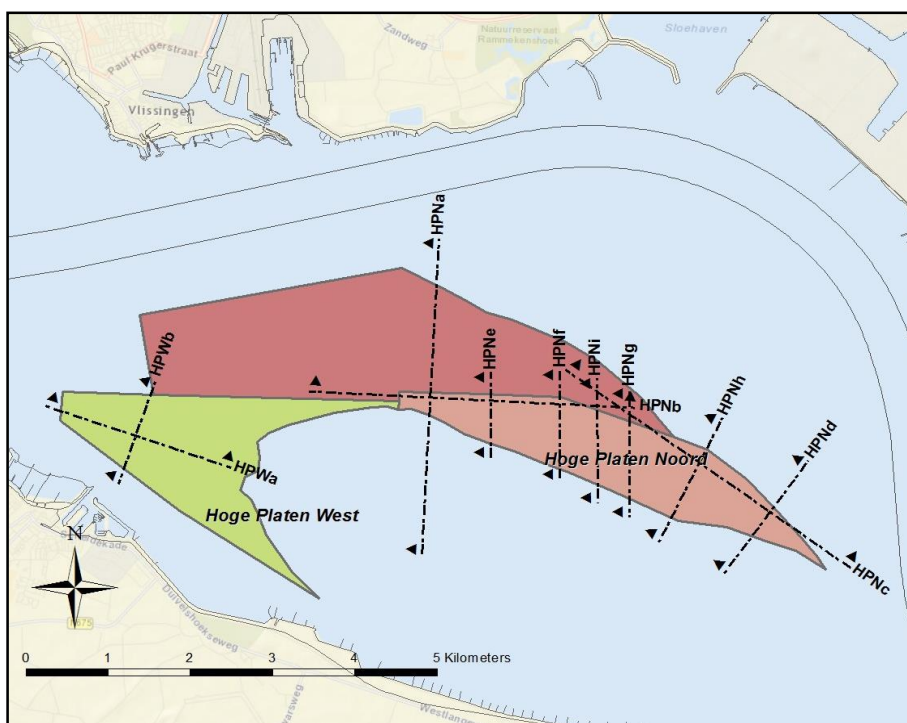 Natuurreservaat
Rammekenshoek
Sloehaven
Zandweg
Paul Krugerstraat
Vlissingen
HPNa
HPWb
HPNe
HPNf
HPNi
HPNg
HPNh
HPNb
HPNd
Hoge Platen Noord
HPWa
Hoge Platen West
HPNc
N
Duivelshoekseweg
0 1 2 3 4 5 Kilometers